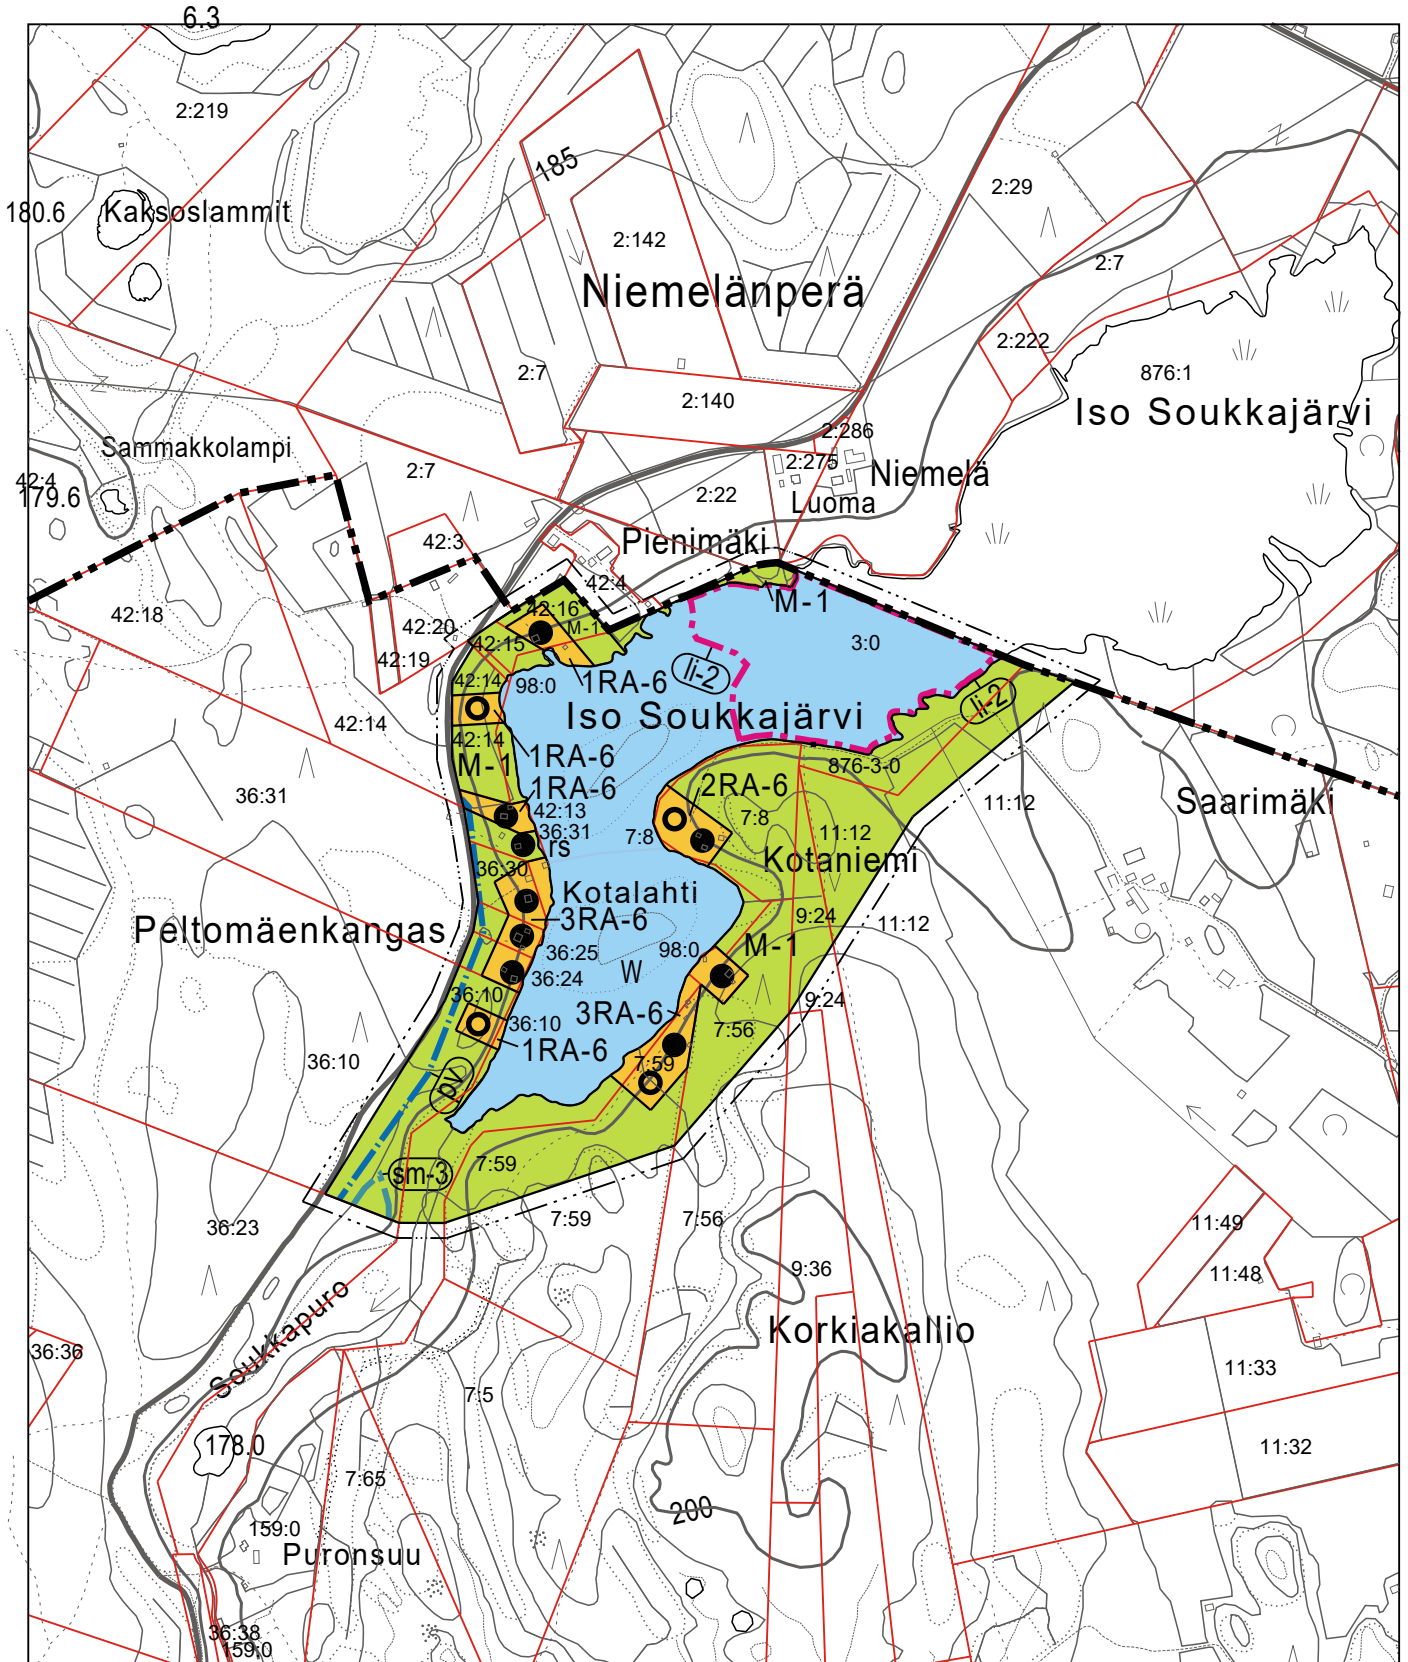 6.3
2:219
185
2:29
180.6
Kaksoslammit
2:142
2:7
Niemelänperä
2:222
876:1
2:7
2:140
Iso Soukkajärvi
2:286
Sammakkolampi
2:275
2:7
Niemelä
42:4
179.6
2:22
Luoma
42:3
Pienimäki
42:4
42:18
42:16
M-1
M-1
42:20
42:15
3:0
42:19
42:14
98:0
1RA-6
li-2
li-2
42:14
Iso Soukkajärvi
42:14
1RA-6
M-1
876-3-0
1RA-6
2RA-6
36:31
42:13
7:8
11:12
Saarimäki
36:31
7:8
11:12
rs
Kotaniemi
36:30
Kotalahti
Peltomäenkangas
3RA-6
9:24
11:12
36:25
98:0
M-1
36:24
W
36:10
9:24
36:10
3RA-6
7:56
1RA-6
36:10
7:59
pv
7:59
sm-3
36:23
7:59
7:56
11:49
9:36
11:48
Soukkapuro
Korkiakallio
36:36
11:33
7:5
178.0
11:32
7:65
200
159:0
Puronsuu
36:38
159:0